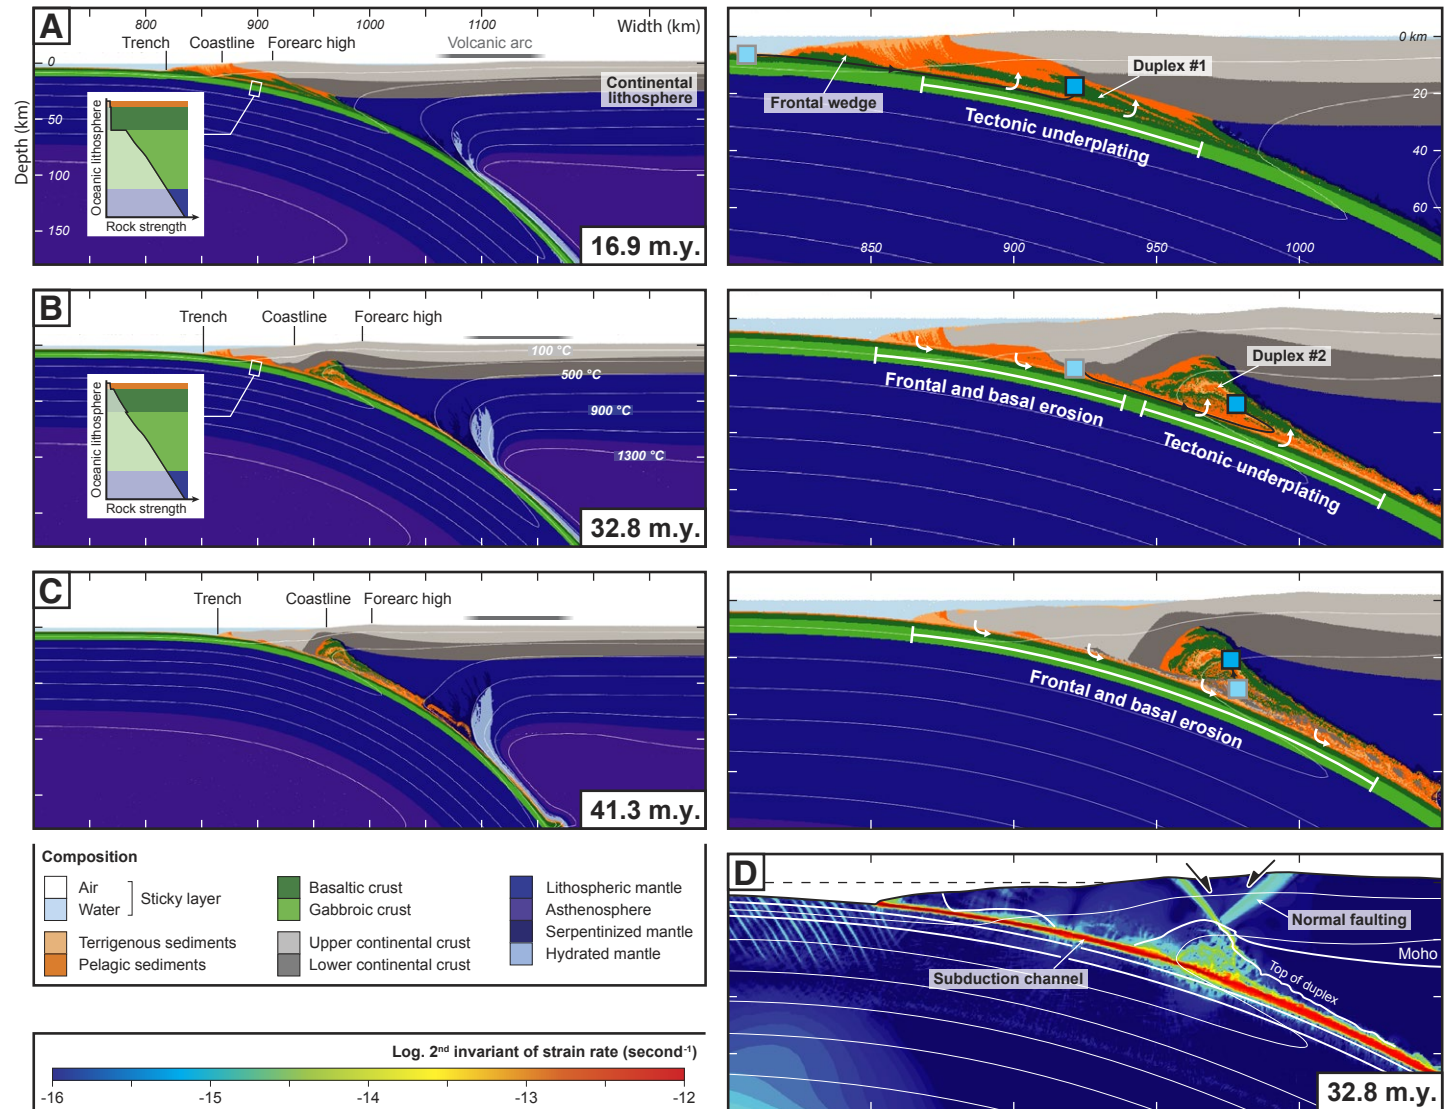 A
800
900
1000
1100
Width (km)
Trench
Coastline
Forearc high
Volcanic arc
0
50
100
150
Depth (km)
Continental
lithosphere
Oceanic lithosphere
Rock strength
16.9 m.y.
0 km
20
40
60
Frontal wedge
Duplex #1
Tectonic underplating
850
900
950
1000
B
Trench
Coastline
Forearc high
100 °C
500 °C
900 °C
1300 °C
Oceanic lithosphere
Rock strength
32.8 m.y.
Duplex #2
Frontal and basal erosion
Tectonic underplating
C
Trench
Coastline
Forearc high
41.3 m.y.
Frontal and basal erosion
Composition
Air
Water
Sticky layer
Terrigenous sediments
Pelagic sediments
Basaltic crust
Gabbroic crust
Upper continental crust
Lower continental crust
Lithospheric mantle
Asthenosphere
Serpentinized mantle
Hydrated mantle
D
Normal faulting
Moho
Subduction channel
Top of duplex
32.8 m.y.
Log. 2nd invariant of strain rate (second-1)
-16
-15
-14
-13
-12